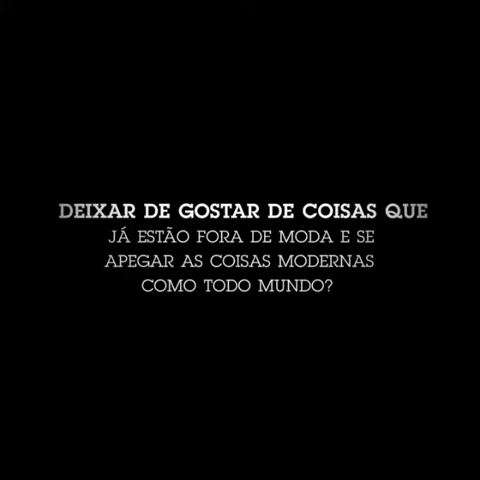 DEIXAR DE GOSTAR DE COISAS QUE
JÁ ESTÃO FORA DE MODA E SE
APEGAR AS COISAS MODERNAS
COMO TODO MUNDO?